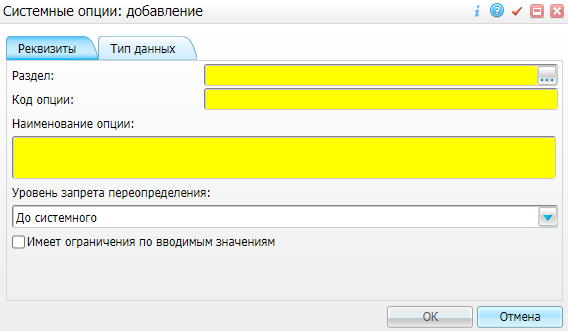 Системные опции: добавление
Реквизиты Тип данных
Раздел:
...
Код опции:
Наименование опции:
Уровень запрета переопределения:
До системного
Имеет ограничения по вводимым значениям
ОК Отмена